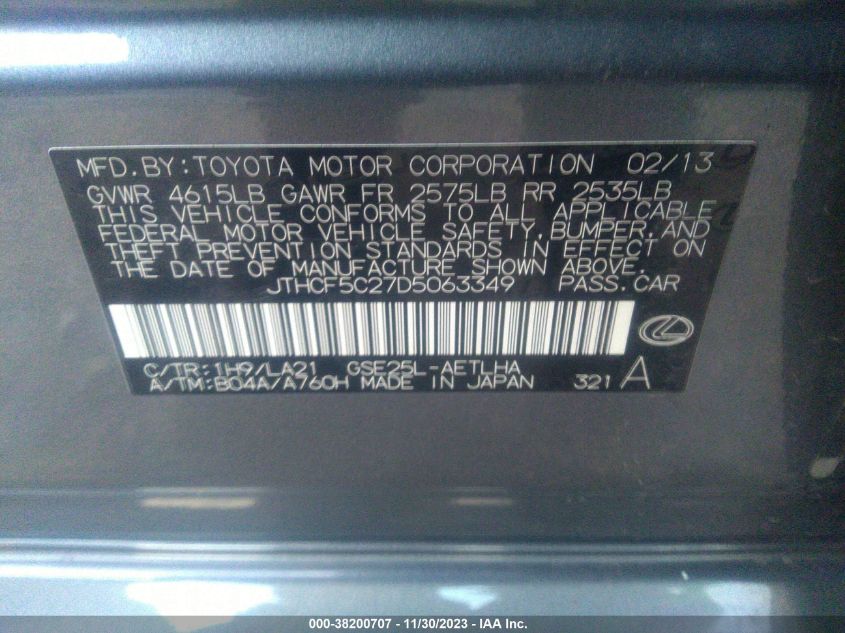 MFD.BY:TOYOTA MOTOR CORPORATION 02/13
GVWR 4615LB GAWR FR 2575LB RR 2535LB
THIS VEHICLE CONFORMS TO ALL APPLICABLE
FEDERAL MOTOR VEHICLE SAFETY,BUMPER,AND
THEFT PREVENTION STANDARDS IN EFFECT ON
THE DATE OF MANUFACTURE SHOWN ABOVE.
JTHCF5C27D5063349 PASS.CAR
C/TR:1H9/LA21 GSE25L-AETLHA
A/TM:B04A/A760H MADE IN JAPAN 321 A
000-38200707 - 11/30/2023 - IAA Inc.